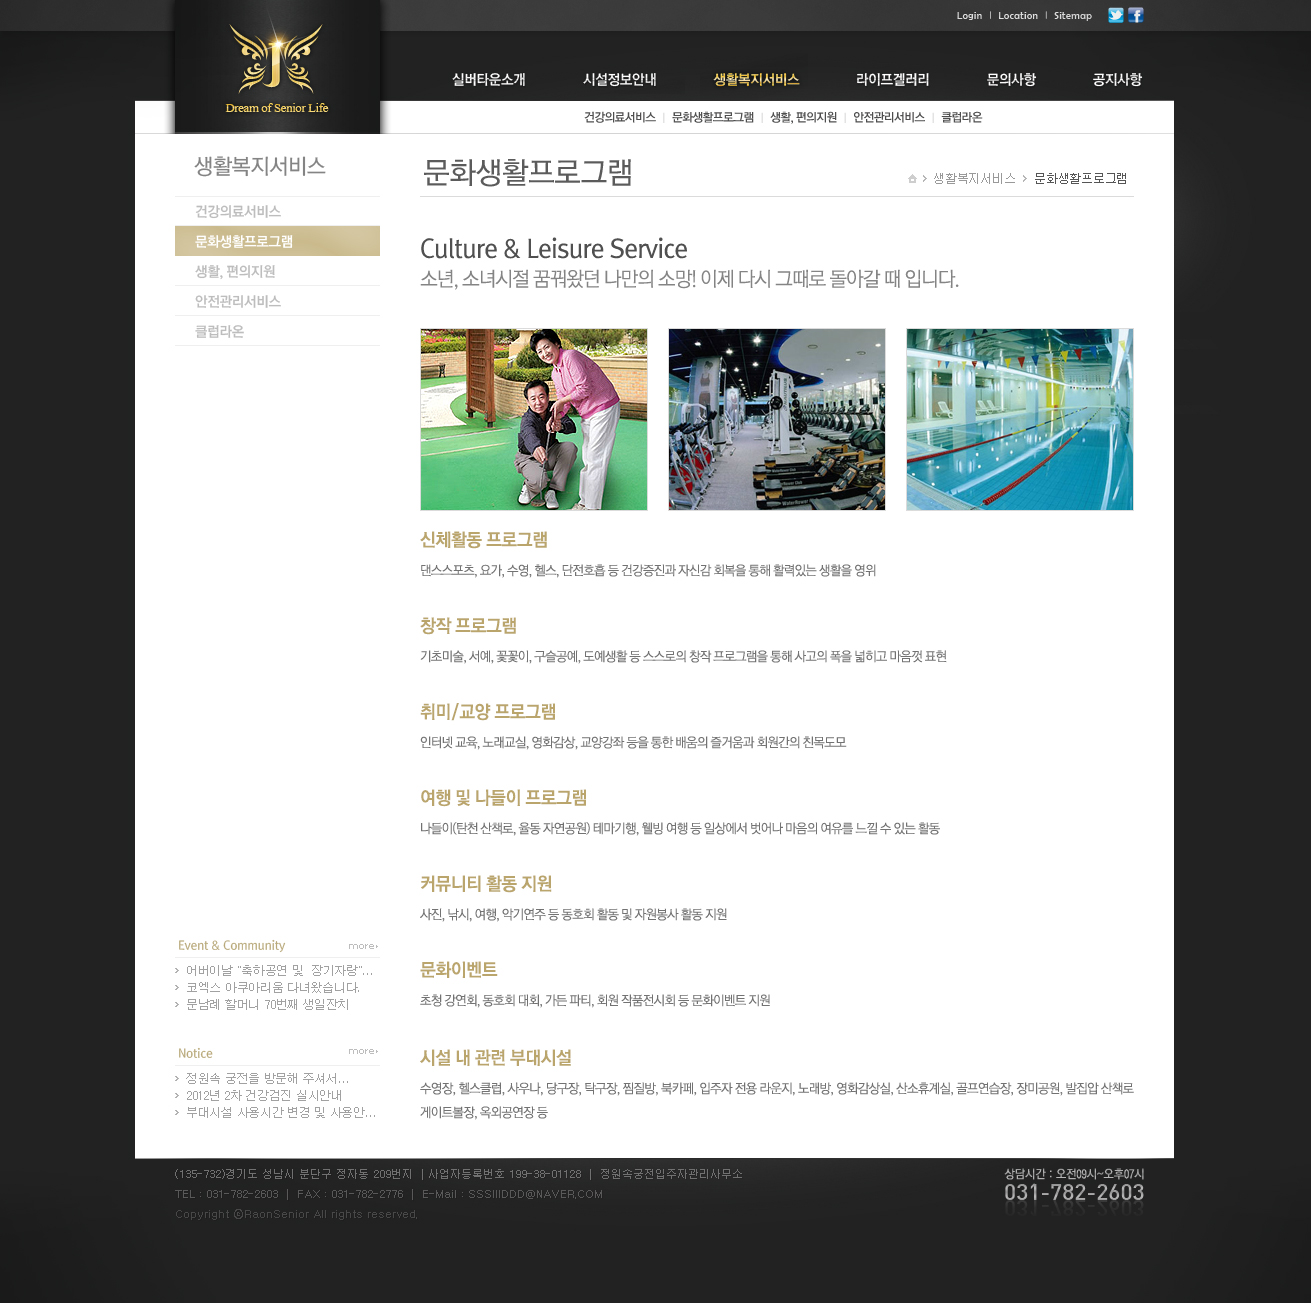 Login | Location | Sitemap
Dream of Senior Life
실버타운소개 시설정보안내 생활복지서비스 라이프겔러리 문의사항 공지사항
건강의료서비스 | 문화생활프로그램 | 생활, 편의지원 | 안전관리서비스 | 클럽라온
생활복지서비스
건강의료서비스
문화생활프로그램
생활, 편의지원
안전관리서비스
클럽라온
문화생활프로그램
> 생활복지서비스 > 문화생활프로그램
Culture & Leisure Service
소년, 소녀시절 꿈꿔왔던 나만의 소망! 이제 다시 그때로 돌아갈 때 입니다.
신체활동 프로그램
댄스스포츠, 요가, 수영, 헬스, 단전호흡 등 건강증진과 자신감 회복을 통해 활력있는 생활을 영위
창작 프로그램
기초미술, 서예, 꽃꽂이, 구슬공예, 도예생활 등 스스로의 창작 프로그램을 통해 사고의 폭을 넓히고 마음껏 표현
취미/교양 프로그램
인터넷 교육, 노래교실, 영화감상, 교양강좌 등을 통한 배움의 즐거움과 회원간의 친목도모
여행 및 나들이 프로그램
나들이(탄천 산책로, 율동 자연공원) 테마기행, 웰빙 여행 등 일상에서 벗어나 마음의 여유를 느낄 수 있는 활동
커뮤니티 활동 지원
사진, 낚시, 여행, 악기연주 등 동호회 활동 및 자원봉사 활동 지원
문화이벤트
초청 강연회, 동호회 대회, 가든 파티, 회원 작품전시회 등 문화이벤트 지원
시설 내 관련 부대시설
수영장, 헬스클럽, 사우나, 당구장, 탁구장, 찜질방, 북카페, 입주자 전용 라운지, 노래방, 영화감상실, 산소휴게실, 골프연습장, 장미공원, 발집압 산책로
게이트볼장, 옥외공연장 등
Event & Community more
어버이날 "축하공연 및 장기자랑"...
코엑스 아쿠아리움 다녀왔습니다.
문남례 할머니 70번째 생일잔치
Notice more
정원속 궁전을 방문해 주셔서...
2012년 2차 건강검진 실시안내
부대시설 사용시간 변경 및 사용안...
(135-732)경기도 성남시 분단구 정자동 209번지 | 사업자등록번호 199-38-01128 | 정원속궁전입주자관리사무소
TEL : 031-782-2603 | FAX : 031-782-2776 | E-Mail : SSSIIIDDD@NAVER.COM
Copyright ⓒRaonSenior All rights reserved.
상담시간 : 오전09시~오후07시
031-782-2603